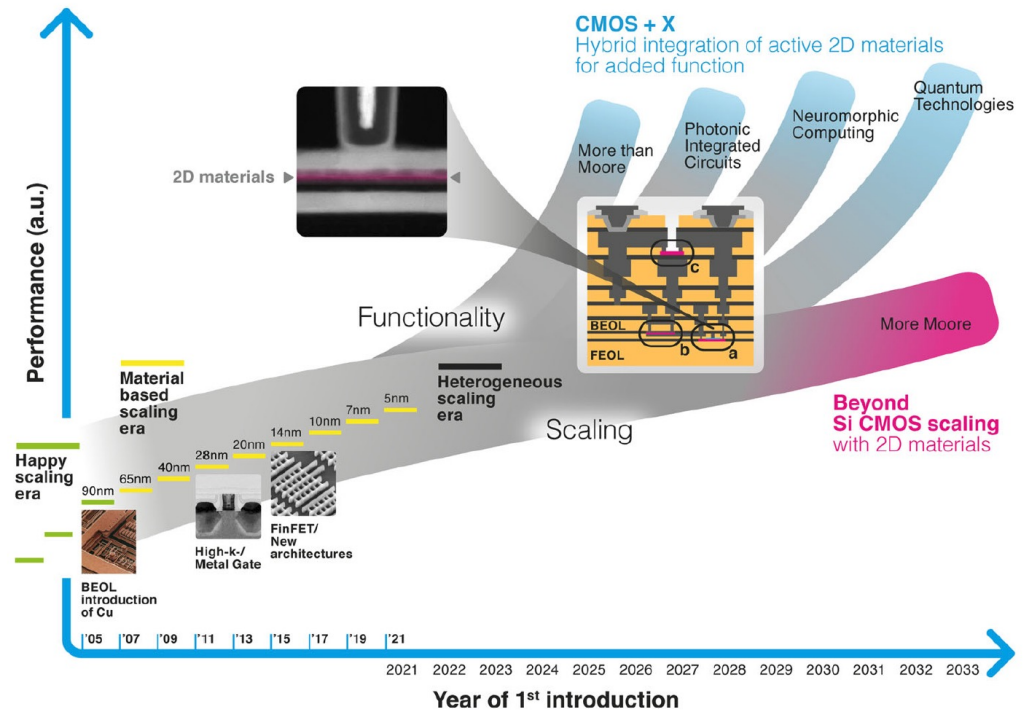 CMOS + X
Hybrid integration of active 2D materials
for added function
Quantum
Technologies
Neuromorphic
Computing
Photonic
Integrated
Circuits
More than
Moore
2D materials
Performance (a.u.)
Functionality
c
BEOL
b
a
FEOL
More Moore
Beyond
Si CMOS scaling
with 2D materials
Scaling
Heterogeneous
scaling
era
Material
based
scaling
era
Happy
scaling
era
90nm
65nm
40nm
28nm
20nm
14nm
10nm
7nm
5nm
BEOL
introduction
of Cu
High-k-/
Metal Gate
FinFET/
New
architectures
'05 '07 '09 '11 '13 '15 '17 '19 '21
2021 2022 2023 2024 2025 2026 2027 2028 2029 2030 2031 2032 2033
Year of 1st introduction